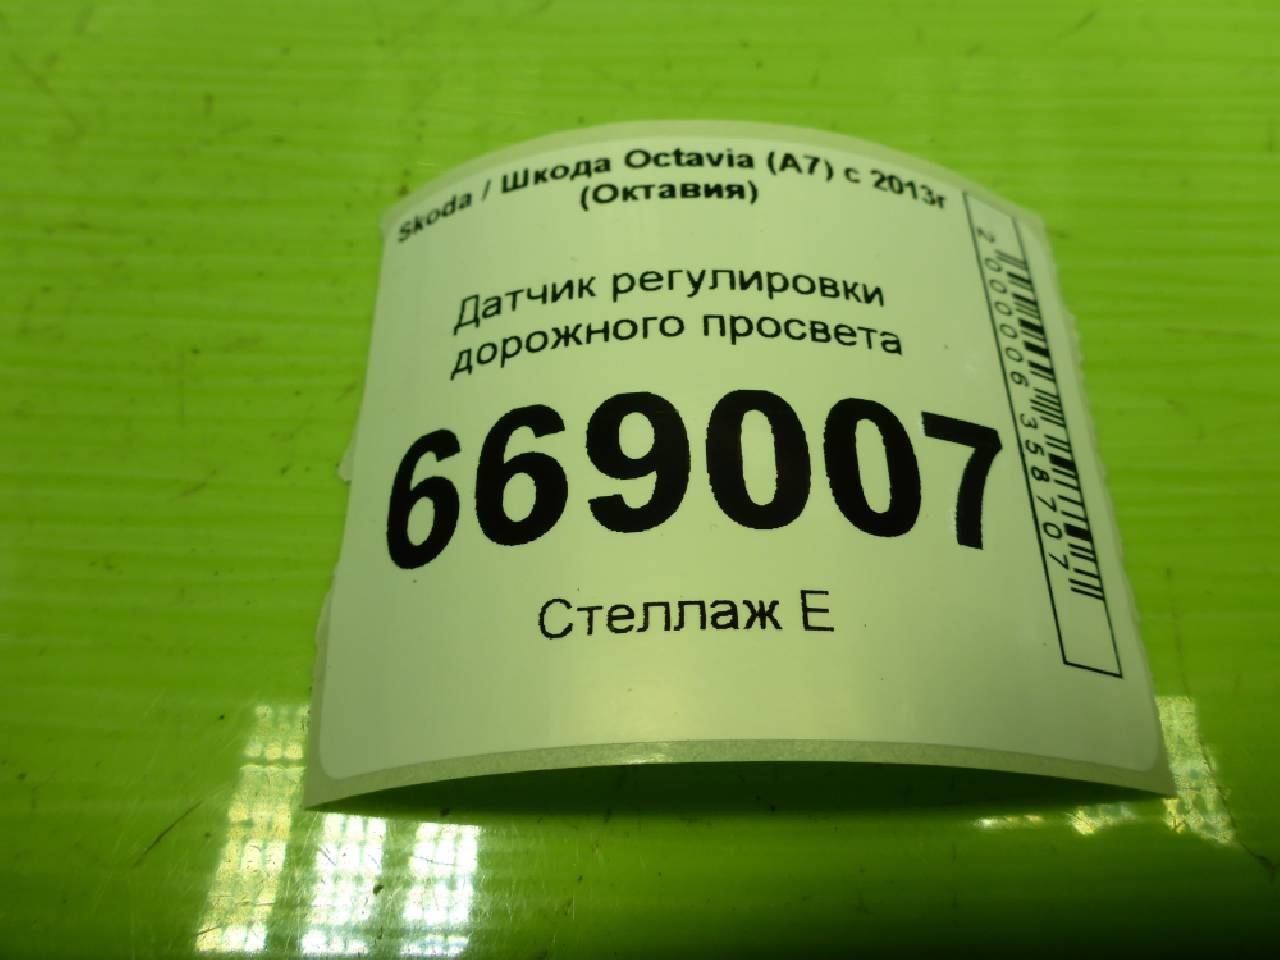 Skoda / Шкода Octavia (A7) с 2013г
(Октавия)
Датчик регулировки
дорожного просвета
669007
Стеллаж Е
2000006358707